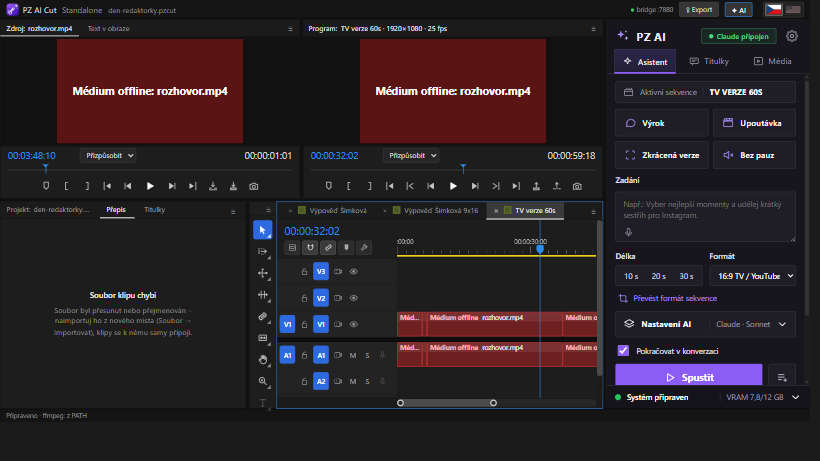 PZ AI Cut Standalone den-redaktorky.pzcut
bridge :7880
Export
AI
Zdroj: rozhovor.mp4
Text v obraze
Médium offline: rozhovor.mp4
00:03:48:10
Přizpůsobit
00:00:01:01
Program: TV verze 60s · 1920×1080 · 25 fps
Médium offline: rozhovor.mp4
00:00:32:02
Přizpůsobit
00:00:59:18
Projekt: den-redaktorky...
Přepis
Titulky
Soubor klipu chybí
Soubor byl přesunut nebo přejmenován –
naimportuj ho z nového místa (Soubor →
Importovat), klipy se k němu samy připojí.
Výpověď Šimková
Výpověď Šimková 9x16
TV verze 60s
00:00:32:02
:00:00
00:00:30:00
V3
V2
V1 V1
Méd...
Médium offline rozhovor.mp4
Médium o
A1 A1 M S
Méd...
Médium offline rozhovor.mp4
Médium o
A2 M S
PZ AI
Claude připojen
Asistent
Titulky
Média
Aktivní sekvence TV VERZE 60S
Výrok
Upoutávka
Zkrácená verze
Bez pauz
Zadání
Např.: Vyber nejlepší momenty a udělej krátký
sestřih pro Instagram.
Délka
Formát
10 s 20 s 30 s
16:9 TV / YouTube
Převést formát sekvence
Nastavení AI
Claude · Sonnet
Pokračovat v konverzaci
Spustit
Systém připraven
VRAM 7,8/12 GB
Připraveno · ffmpeg: z PATH